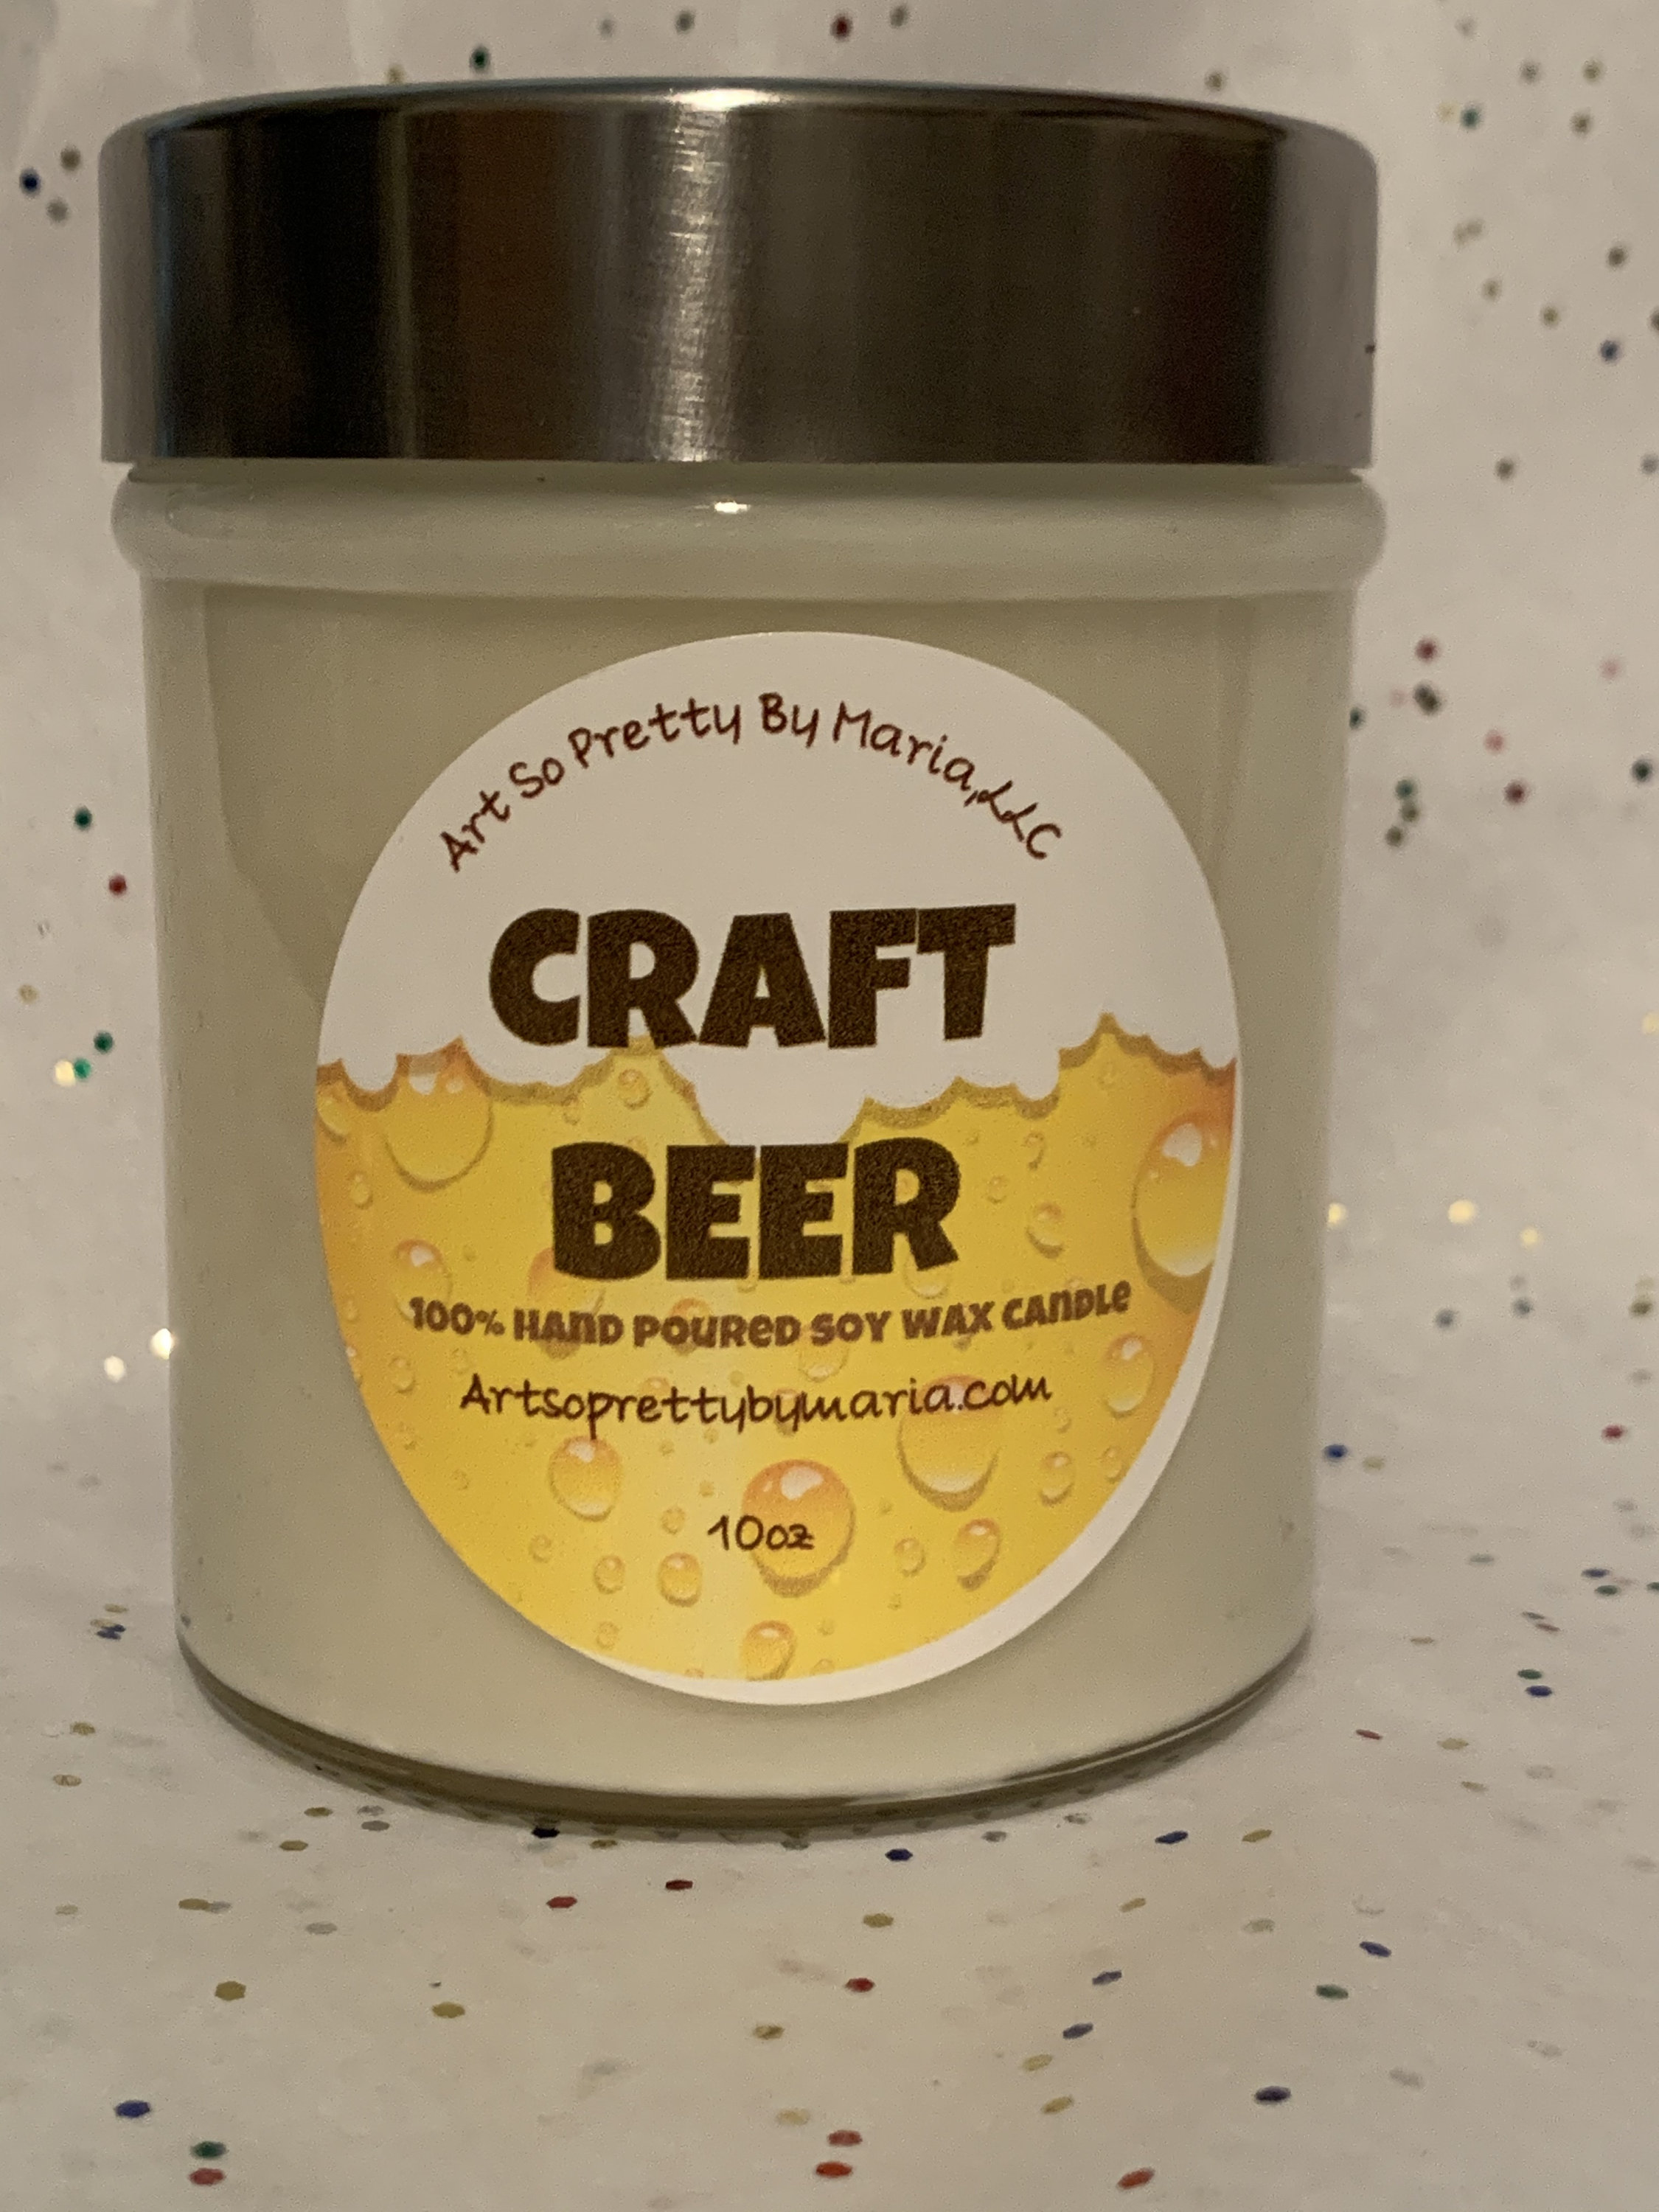 Art So Pretty By Maria,LLC
CRAFT
BEER
100% HAND POURED SOY WAX CANDLE
Artsoprettybymaria.com
10oz